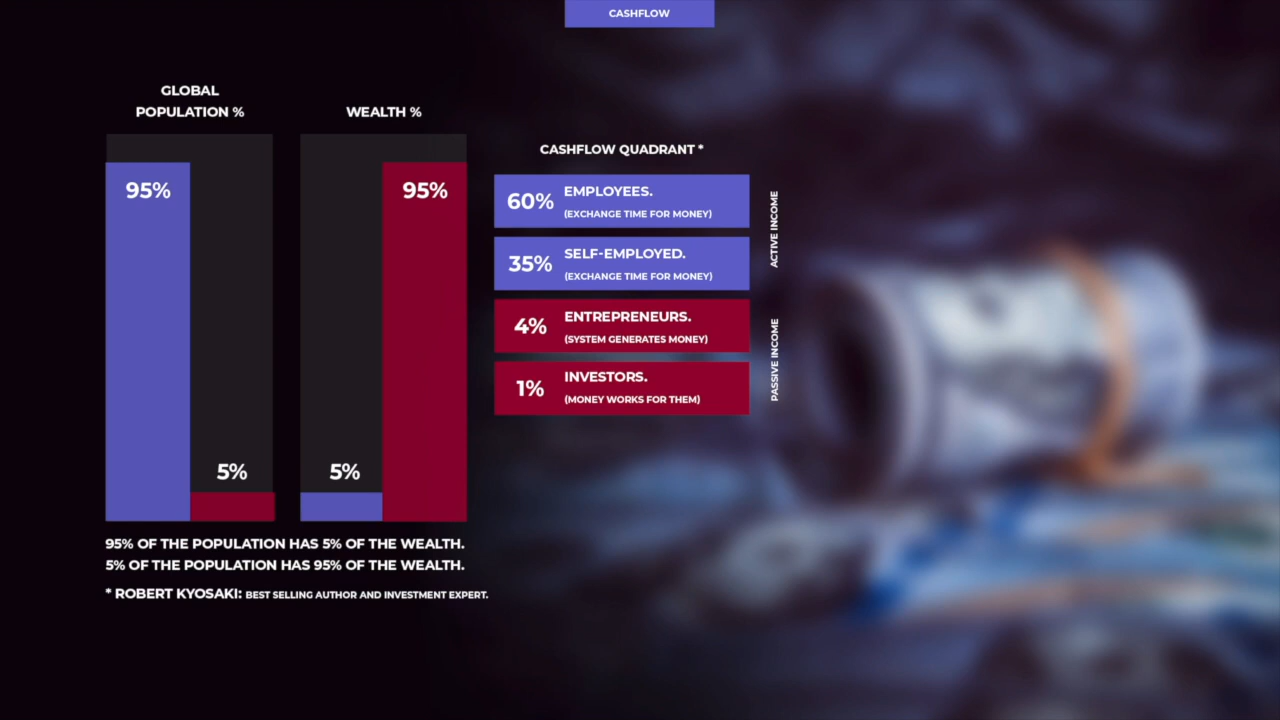 CASHFLOW
GLOBAL
POPULATION %
WEALTH %
95%
5%
5%
95%
95% OF THE POPULATION HAS 5% OF THE WEALTH.
5% OF THE POPULATION HAS 95% OF THE WEALTH.
* ROBERT KYOSAKI: BEST SELLING AUTHOR AND INVESTMENT EXPERT.
CASHFLOW QUADRANT *
60% EMPLOYEES.
(EXCHANGE TIME FOR MONEY)
35% SELF-EMPLOYED.
(EXCHANGE TIME FOR MONEY)
4% ENTREPRENEURS.
(SYSTEM GENERATES MONEY)
1% INVESTORS.
(MONEY WORKS FOR THEM)
ACTIVE INCOME
PASSIVE INCOME